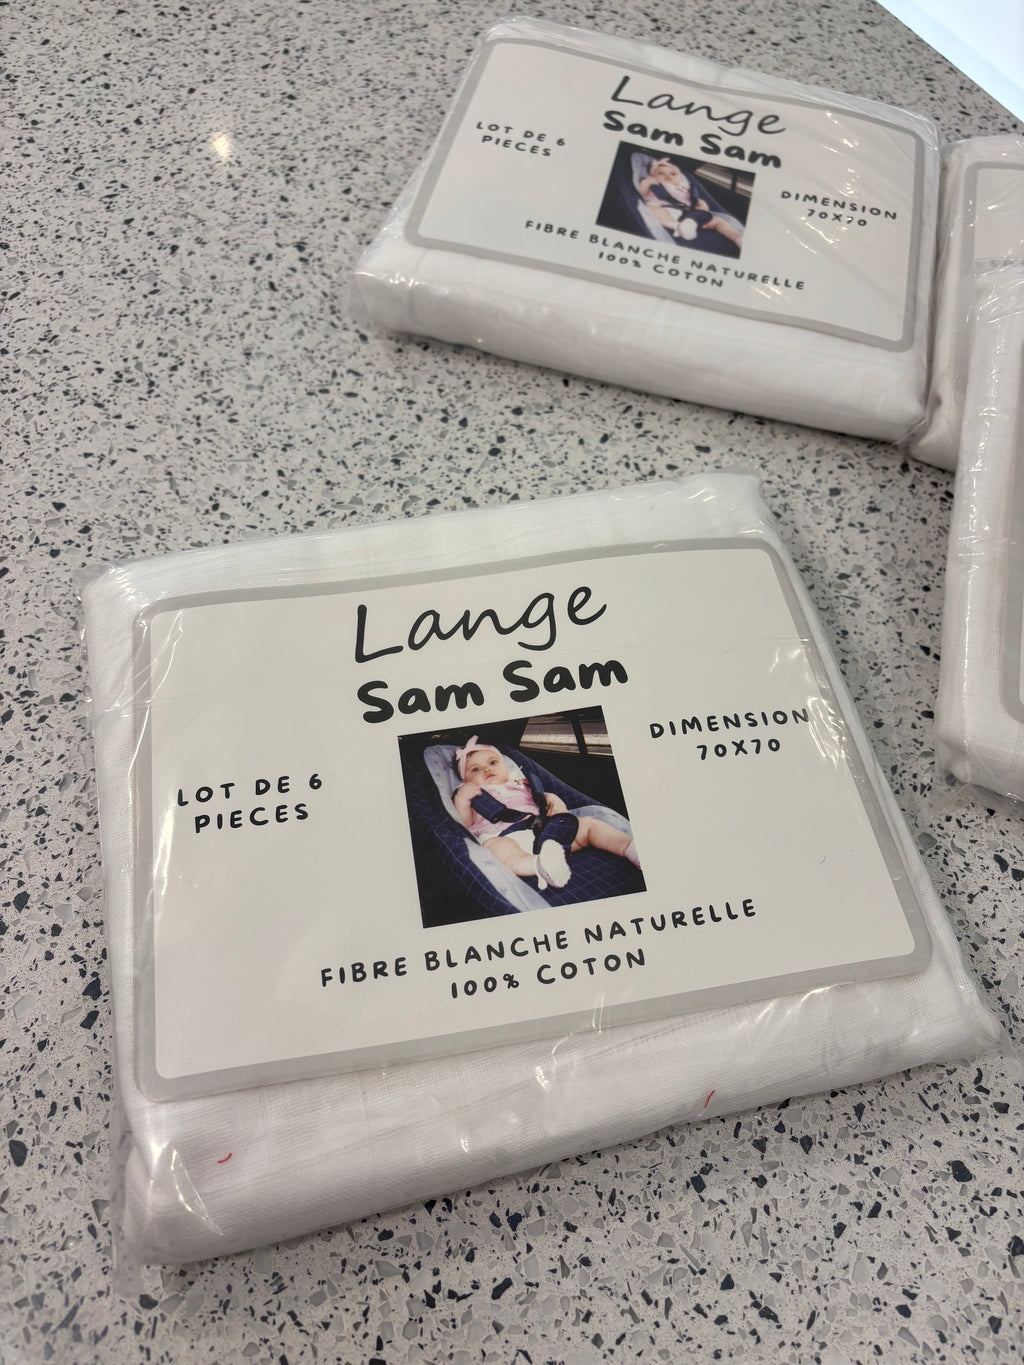 Lange
Sam Sam
LOT DE 6
PIECES
DIMENSION
70X70
FIBRE BLANCHE NATURELLE
100% COTON
Lange
Sam Sam
DIMENSION
70X70
LOT DE 6
PIECES
FIBRE BLANCHE NATURELLE
100% COTON